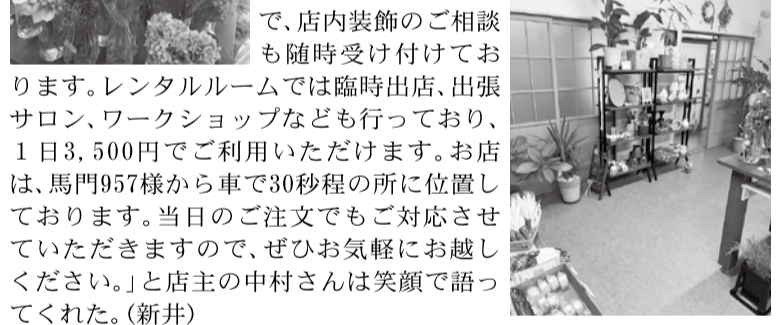 で、店内装飾のご相談
も随時受け付けてお
ります。レンタルルームでは臨時出店、出張
サロン、ワークショップなども行っており、
１日3,500円でご利用いただけます。お店
は、馬門957様から車で30秒程の所に位置し
ております。当日のご注文でもご対応させ
ていただきますので、ぜひお気軽にお越し
ください。」と店主の中村さんは笑顔で語っ
てくれた。(新井)